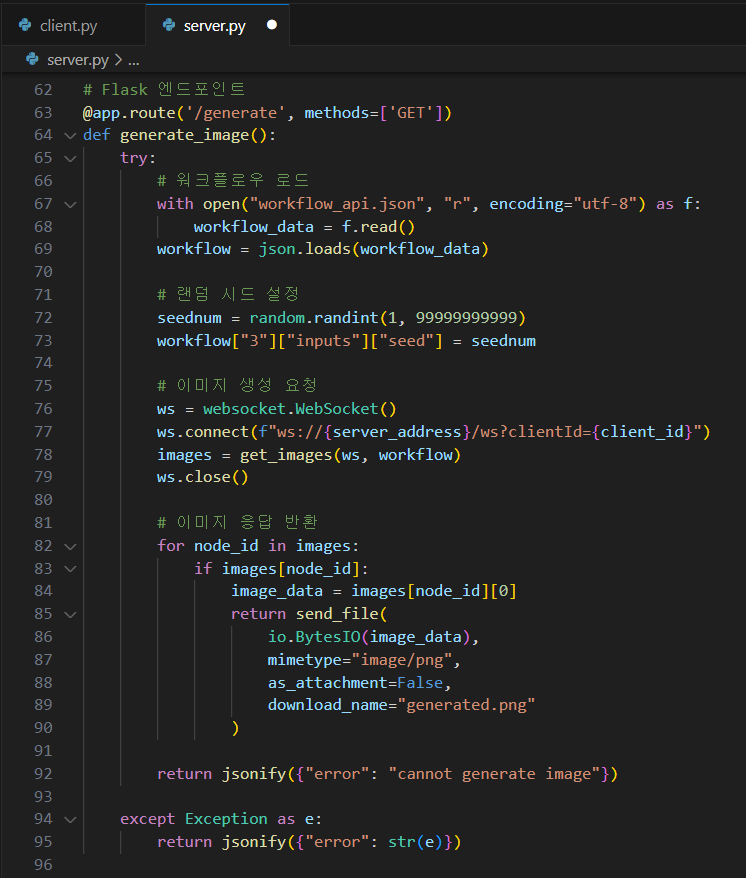 client.py
server.py
server.py > ...
62 # Flask 엔드포인트
63 @app.route('/generate', methods=['GET'])
64 def generate_image():
65     try:
66         # 워크플로우 로드
67         with open("workflow_api.json", "r", encoding="utf-8") as f:
68             workflow_data = f.read()
69         workflow = json.loads(workflow_data)
70
71         # 랜덤 시드 설정
72         seednum = random.randint(1, 99999999999)
73         workflow["3"]["inputs"]["seed"] = seednum
74
75         # 이미지 생성 요청
76         ws = websocket.WebSocket()
77         ws.connect(f"ws://{server_address}/ws?clientId={client_id}")
78         images = get_images(ws, workflow)
79         ws.close()
80
81         # 이미지 응답 반환
82         for node_id in images:
83             if images[node_id]:
84                 image_data = images[node_id][0]
85                 return send_file(
86                     io.BytesIO(image_data),
87                     mimetype="image/png",
88                     as_attachment=False,
89                     download_name="generated.png"
90                 )
91
92         return jsonify({"error": "cannot generate image"})
93
94     except Exception as e:
95         return jsonify({"error": str(e)})
96